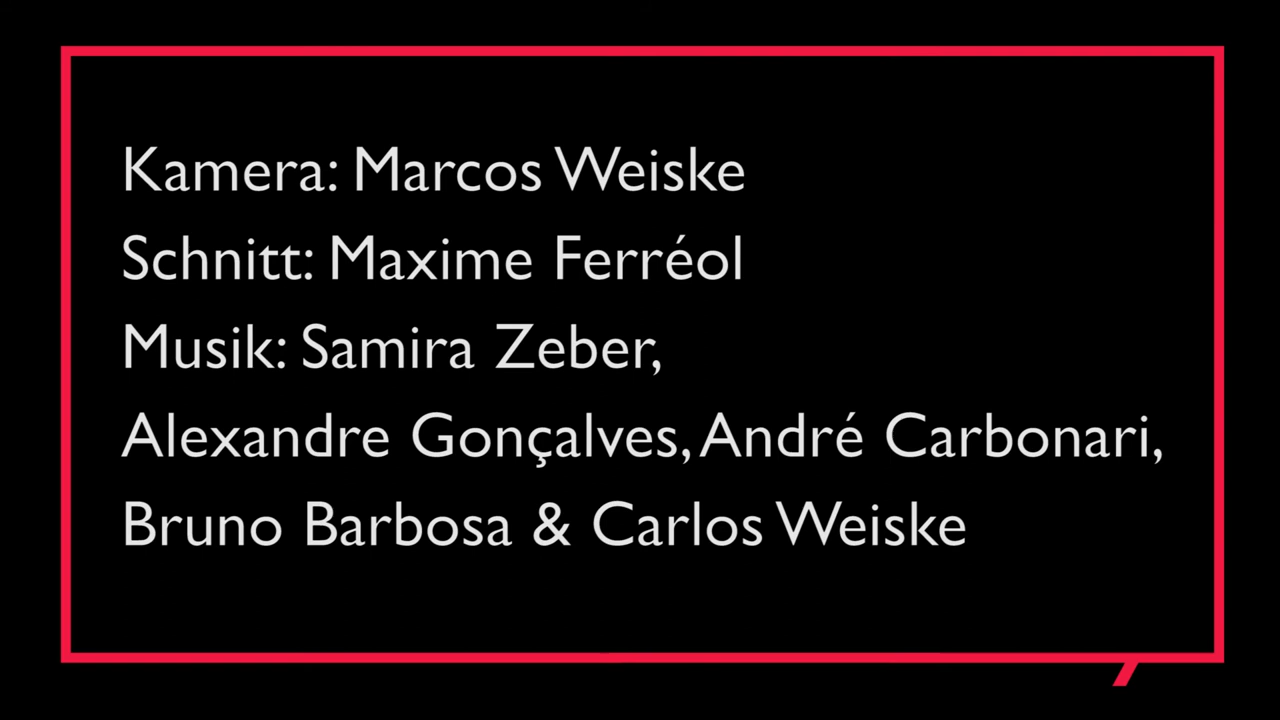 Kamera: Marcos Weiske
Schnitt: Maxime Ferréol
Musik: Samira Zeber,
Alexandre Gonçalves, André Carbonari,
Bruno Barbosa & Carlos Weiske